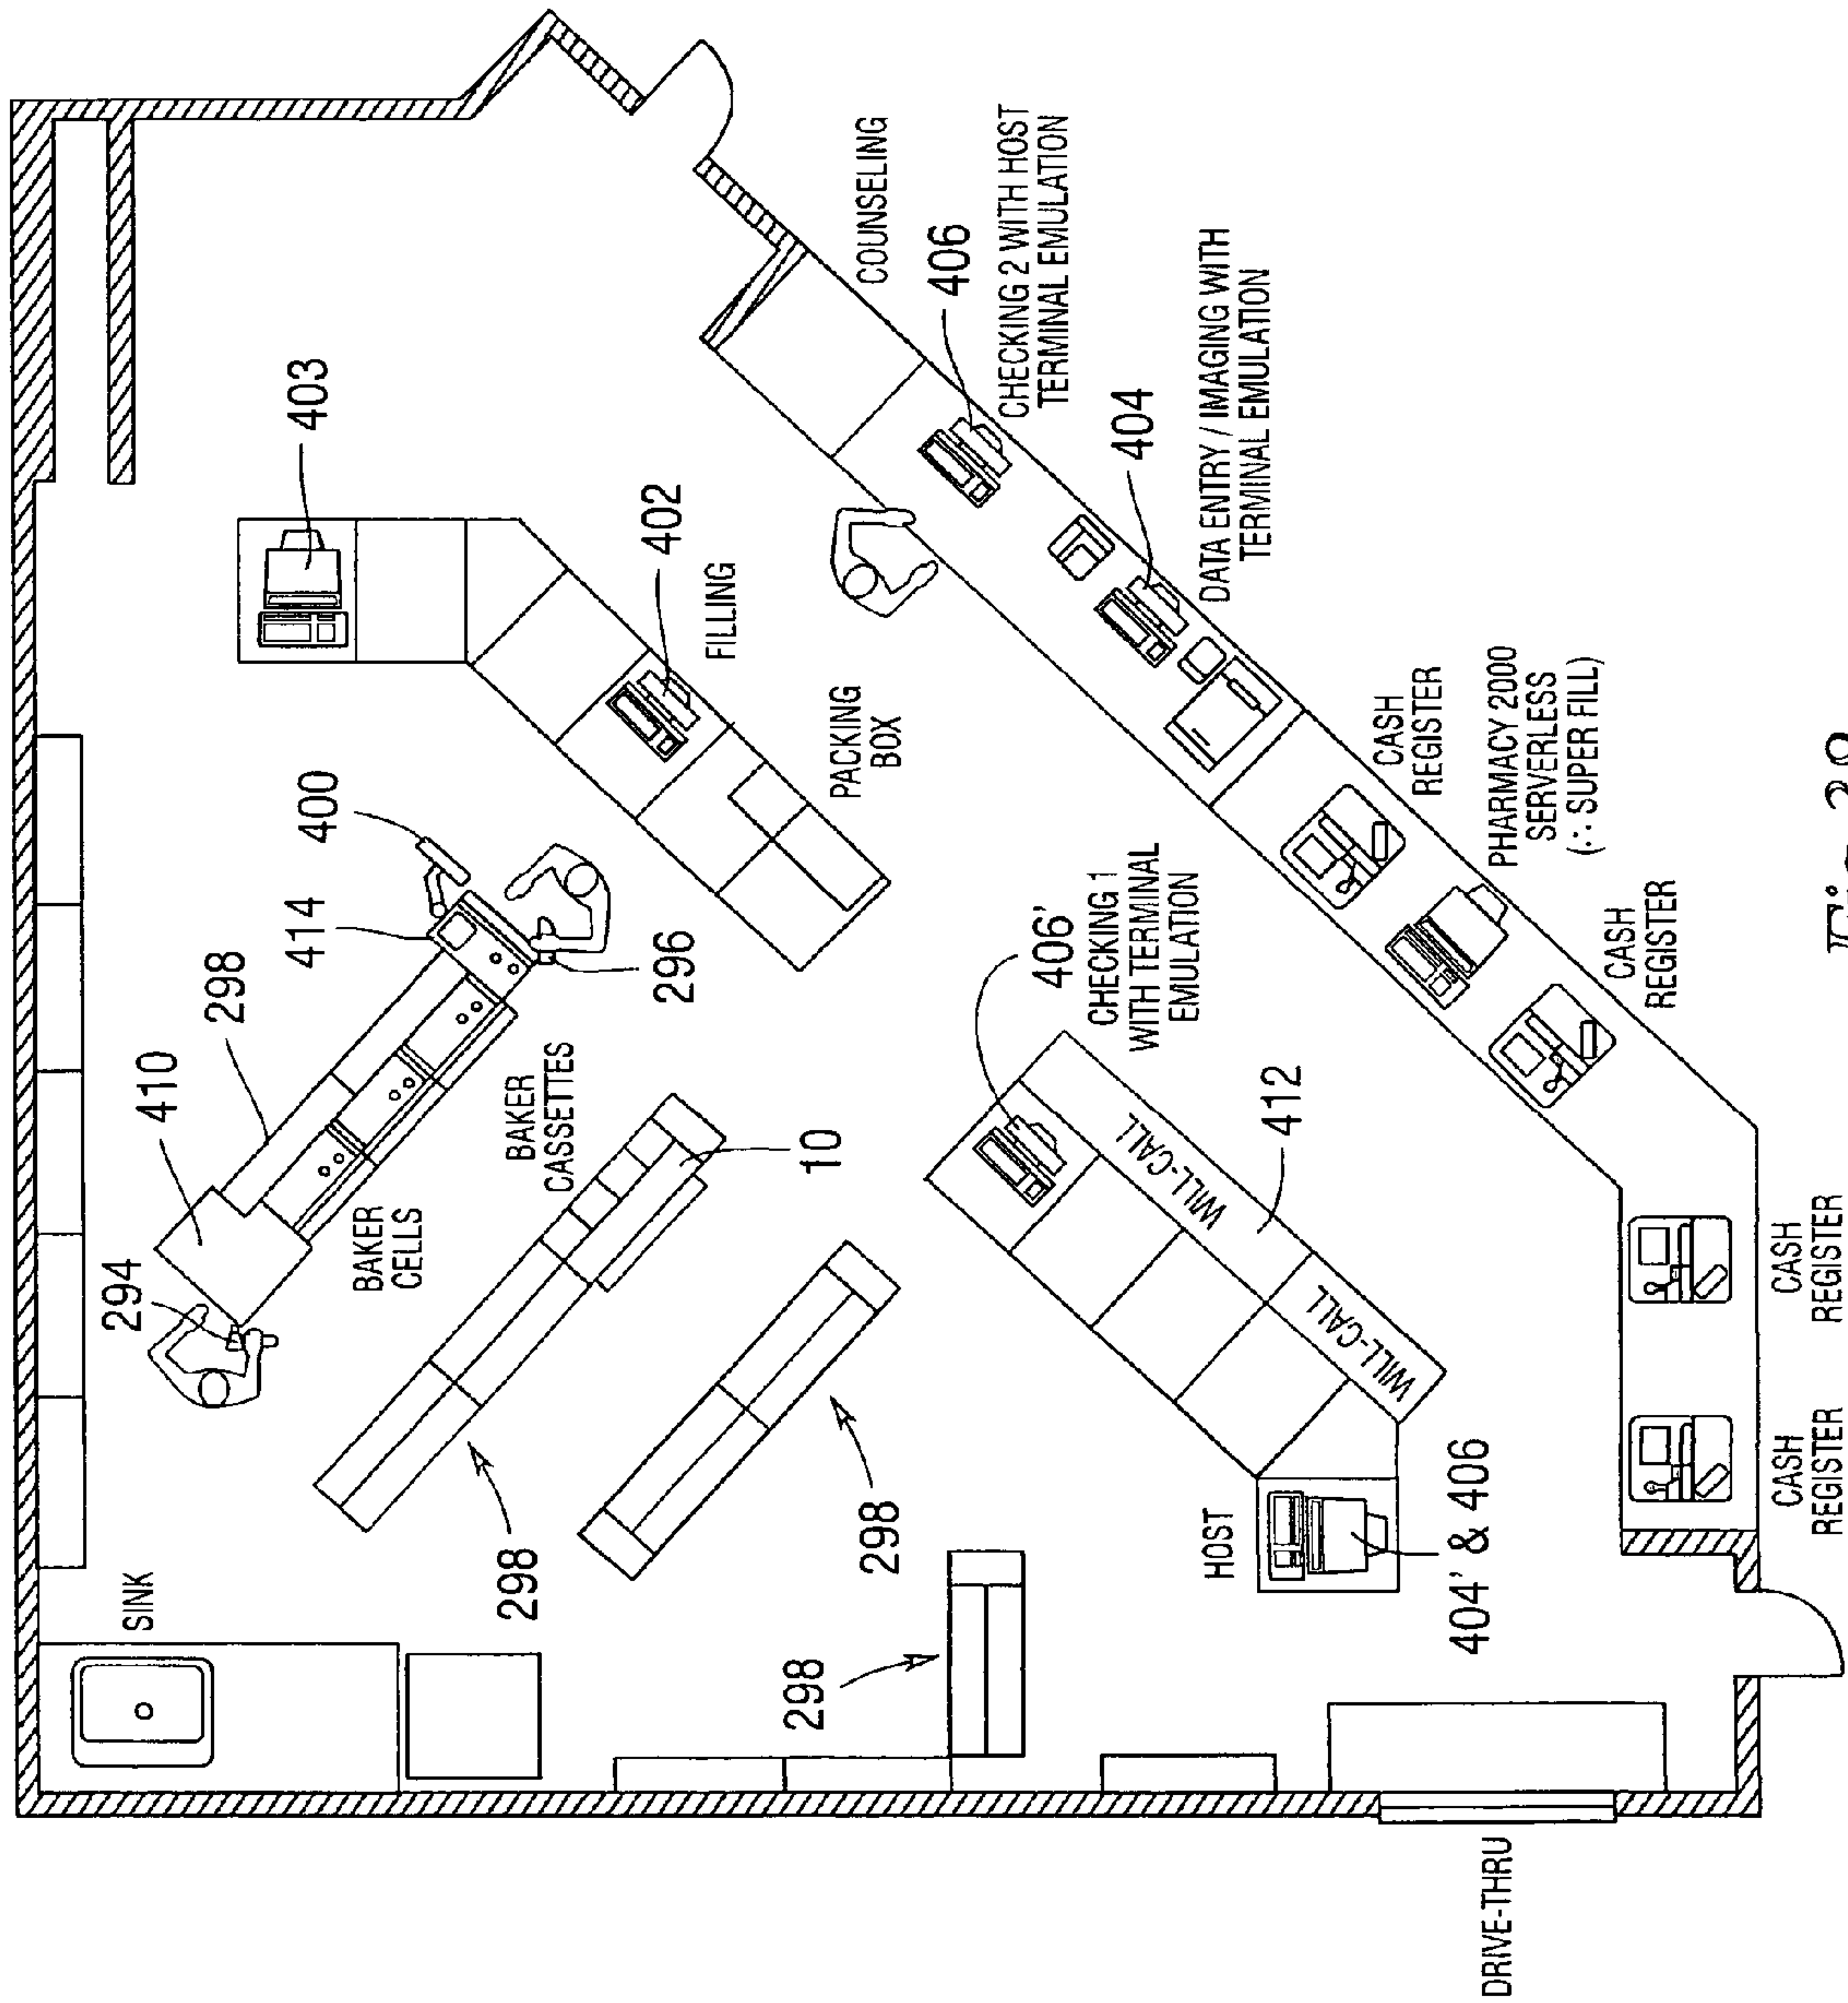 403
COUNSELING
406
CHECKING 2 WITH HOST
TERMINAL EMULATION
404
DATA ENTRY / IMAGING WITH
TERMINAL EMULATION
402
FILLING
PACKING
BOX
400
414
298
296
410
294
BAKER
CELLS
BAKER
CASSETTES
10
CASH
REGISTER
PHARMACY 2000
SERVERLESS
(∴ SUPER FILL)
CASH
REGISTER
406'
CHECKING 1
WITH TERMINAL
EMULATION
WILL-CALL
412
WILL-CALL
CASH
REGISTER
CASH
REGISTER
SINK
298
298
298
HOST
404' & 406
DRIVE-THRU
Fig.